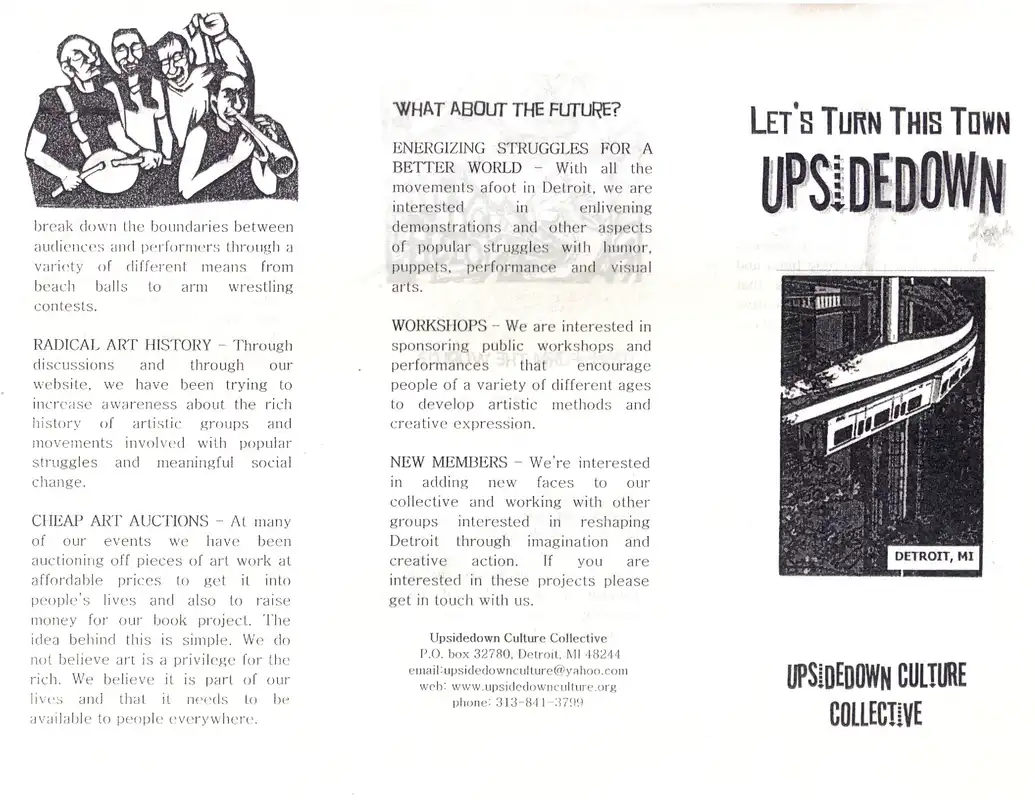 break down the boundaries between
audiences and performers through a
variety of different means from
beach balls to arm wrestling
contests.
RADICAL ART HISTORY - Through
discussions and through our
website, we have been trying to
increase awareness about the rich
history of artistic groups and
movements involved with popular
struggles and meaningful social
change.
CHEAP ART AUCTIONS - At many
of our events we have been
auctioning off pieces of art work at
affordable prices to get it into
people's lives and also to raise
money for our book project. The
idea behind this is simple. We do
not believe art is a privilege for the
rich. We believe it is part of our
lives and that it needs to be
available to people everywhere.
WHAT ABOUT THE FUTURE?
ENERGIZING STRUGGLES FOR A
BETTER WORLD - With all the
movements afoot in Detroit, we are
interested in enlivening
demonstrations and other aspects
of popular struggles with humor,
puppets, performance and visual
arts.
WORKSHOPS - We are interested in
sponsoring public workshops and
performances that encourage
people of a variety of different ages
to develop artistic methods and
creative expression.
NEW MEMBERS - We're interested
in adding new faces to our
collective and working with other
groups interested in reshaping
Detroit through imagination and
creative action. If you are
interested in these projects please
get in touch with us.
Upsidedown Culture Collective
P.O. box 32780, Detroit, MI 48244
email:upsidedownculture@yahoo.com
web: www.upsidedownculture.org
phone: 313-841-3799
LET'S TURN THIS TOWN
UPSIDEDOWN
DETROIT, MI
UPSIDEDOWN CULTURE
COLLECTIVE